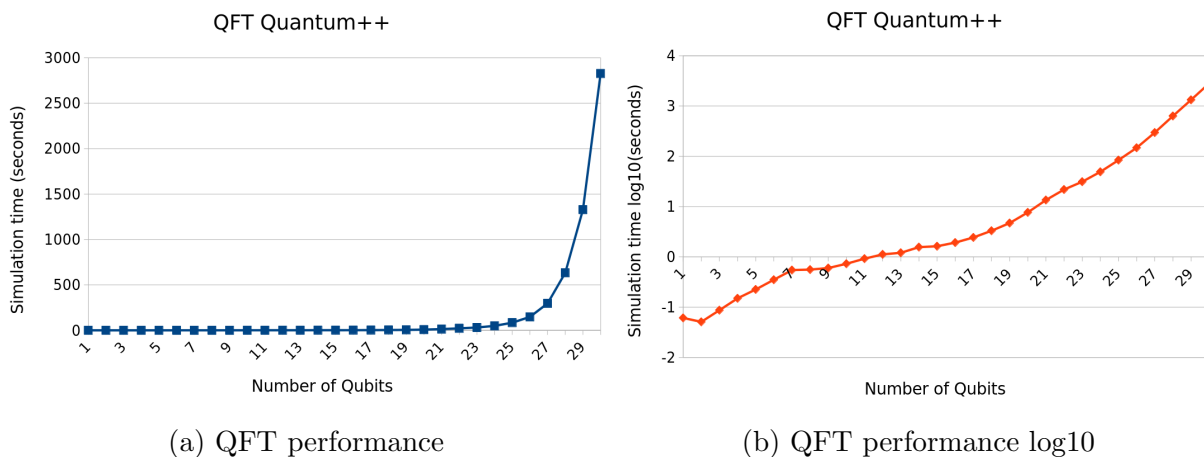 QFT Quantum++
Simulation time (seconds)
3000
2500
2000
1500
1000
500
0
1 3 5 7 9 11 13 15 17 19 21 23 25 27 29
Number of Qubits
(a) QFT performance
QFT Quantum++
Simulation time log10(seconds)
4
3
2
1
0
1 3 5 7 9 11 13 15 17 19 21 23 25 27 29
-1
-2
Number of Qubits
(b) QFT performance log10